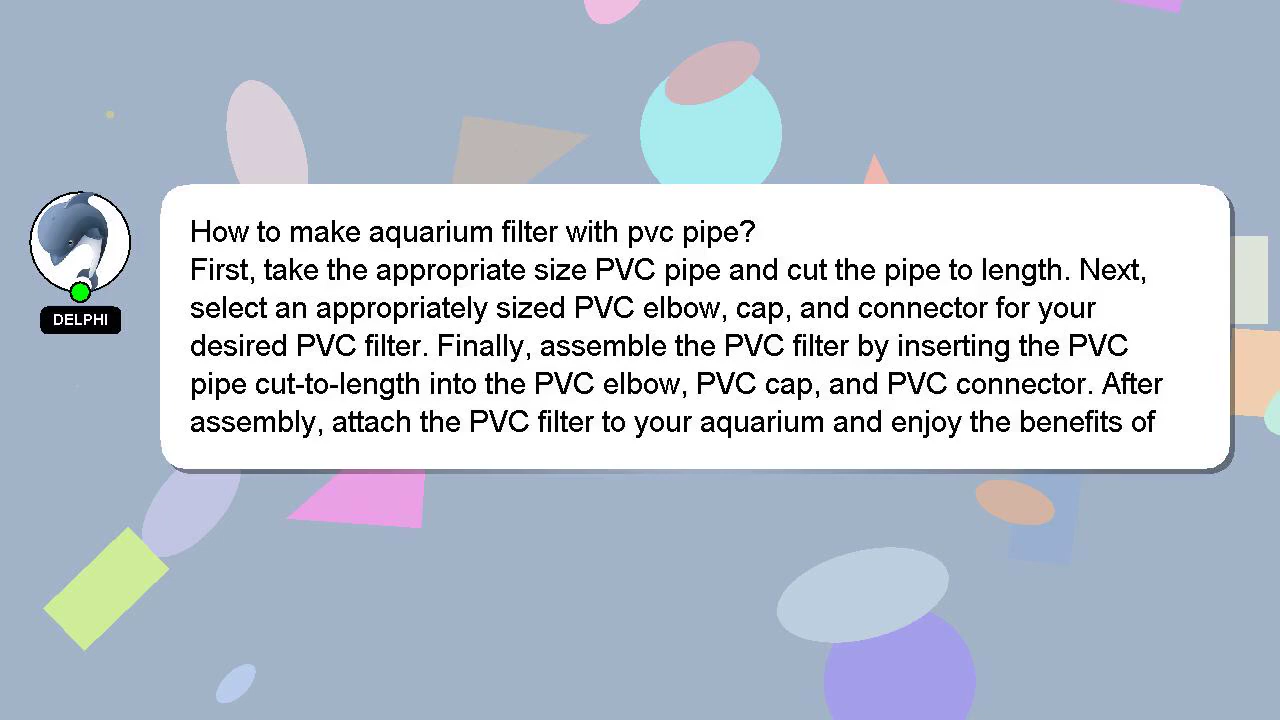 How to make aquarium filter with pvc pipe?
First, take the appropriate size PVC pipe and cut the pipe to length. Next,
select an appropriately sized PVC elbow, cap, and connector for your
desired PVC filter. Finally, assemble the PVC filter by inserting the PVC
pipe cut-to-length into the PVC elbow, PVC cap, and PVC connector. After
assembly, attach the PVC filter to your aquarium and enjoy the benefits of
DELPHI